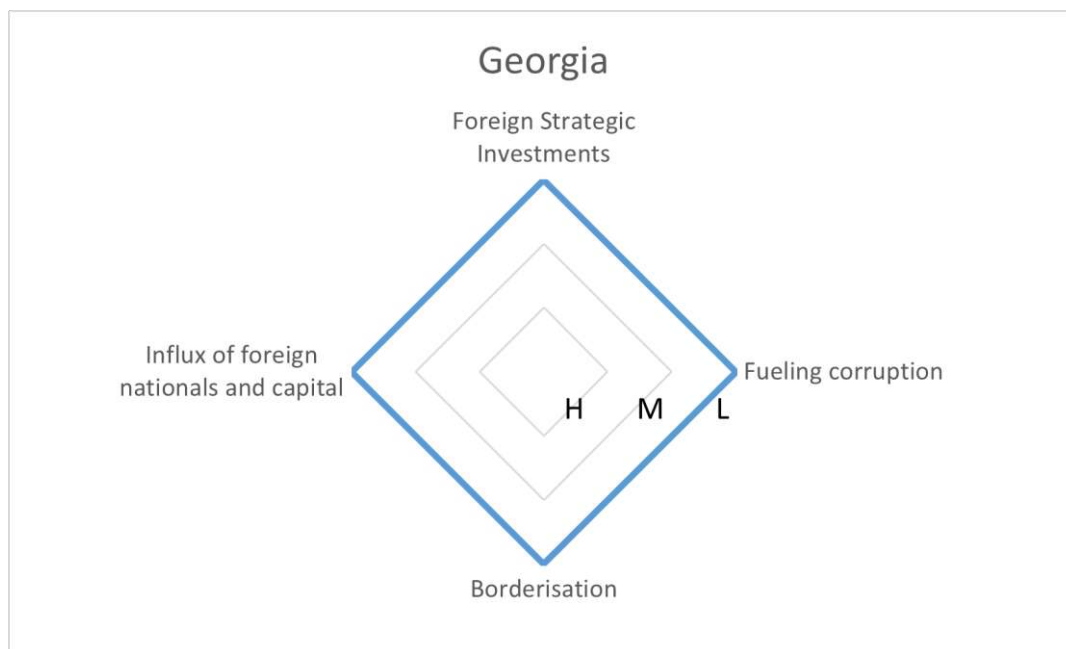 Georgia
Foreign Strategic
Investments
Influx of foreign
nationals and capital
Fueling corruption
H M L
Borderisation